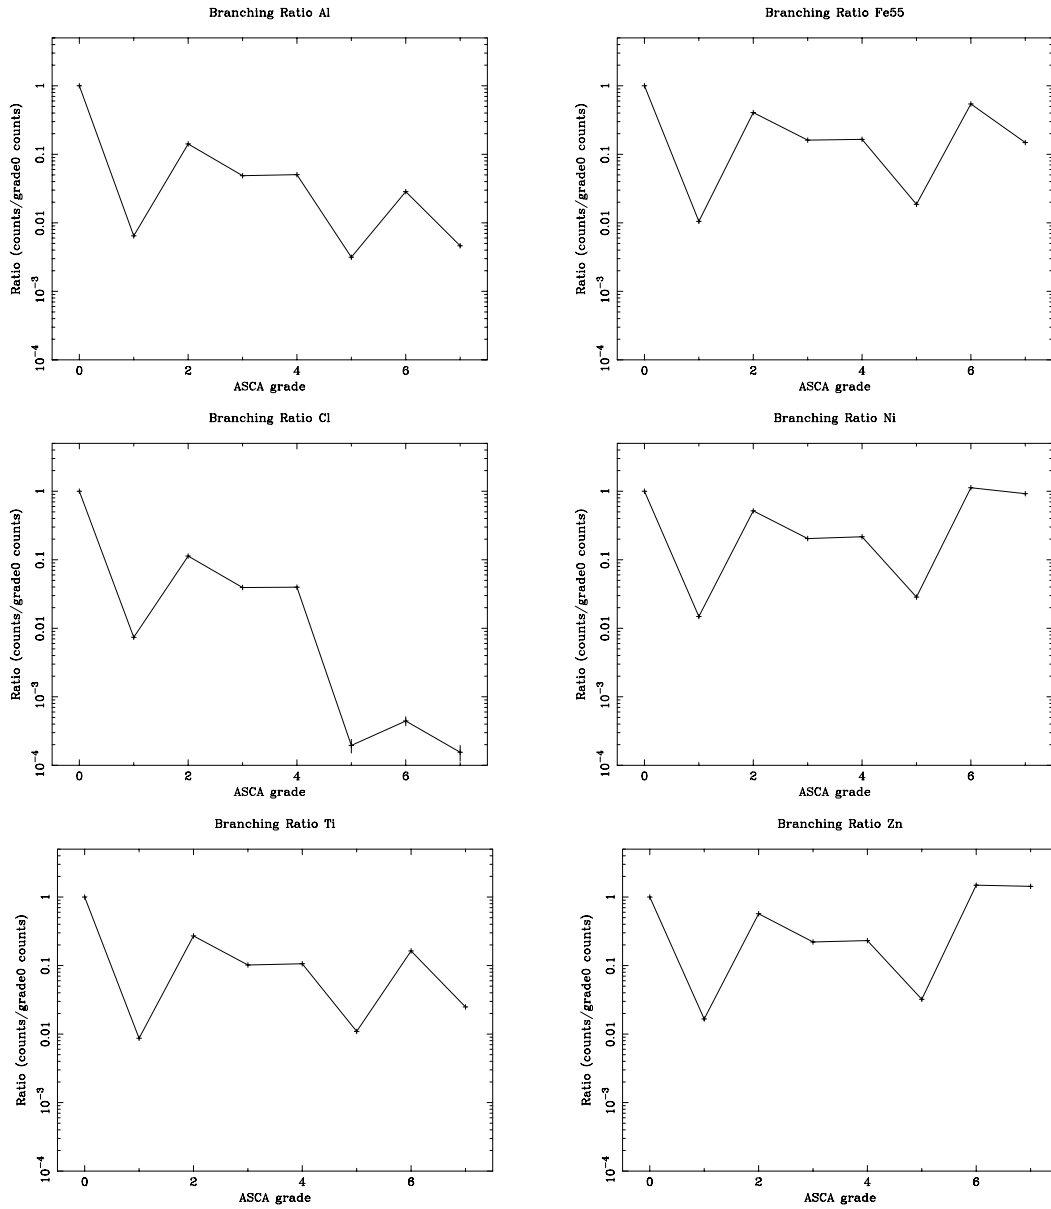 Branching Ratio Al
Ratio (counts/grade0 counts)
1
0.1
0.01
10⁻³
10⁻⁴
0 2 4 6
ASCA grade
Branching Ratio Fe55
Ratio (counts/grade0 counts)
1
0.1
0.01
10⁻³
10⁻⁴
0 2 4 6
ASCA grade
Branching Ratio Cl
Ratio (counts/grade0 counts)
1
0.1
0.01
10⁻³
10⁻⁴
0 2 4 6
ASCA grade
Branching Ratio Ni
Ratio (counts/grade0 counts)
1
0.1
0.01
10⁻³
10⁻⁴
0 2 4 6
ASCA grade
Branching Ratio Ti
Ratio (counts/grade0 counts)
1
0.1
0.01
10⁻³
10⁻⁴
0 2 4 6
ASCA grade
Branching Ratio Zn
Ratio (counts/grade0 counts)
1
0.1
0.01
10⁻³
10⁻⁴
0 2 4 6
ASCA grade